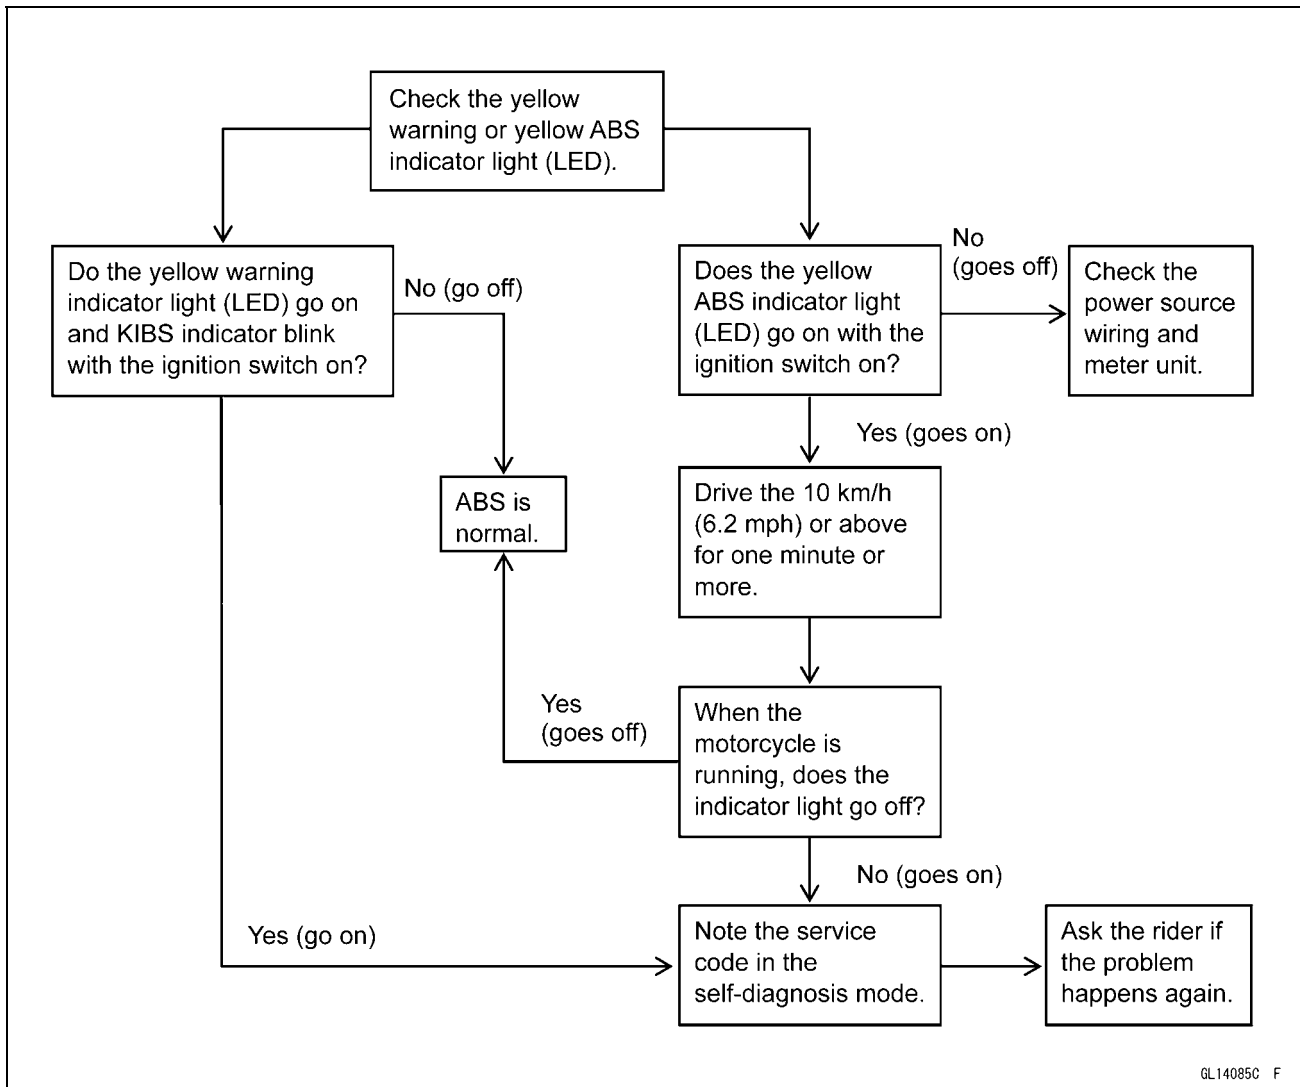 Check the yellow
warning or yellow ABS
indicator light (LED).
Do the yellow warning
indicator light (LED) go on
and KIBS indicator blink
with the ignition switch on?
No (go off)
Does the yellow
ABS indicator light
(LED) go on with the
ignition switch on?
No
(goes off)
Check the
power source
wiring and
meter unit.
Yes (goes on)
ABS is
normal.
Drive the 10 km/h
(6.2 mph) or above
for one minute or
more.
Yes
(goes off)
When the
motorcycle is
running, does the
indicator light go off?
No (goes on)
Yes (go on)
Note the service
code in the
self-diagnosis mode.
Ask the rider if
the problem
happens again.
GL14085C F